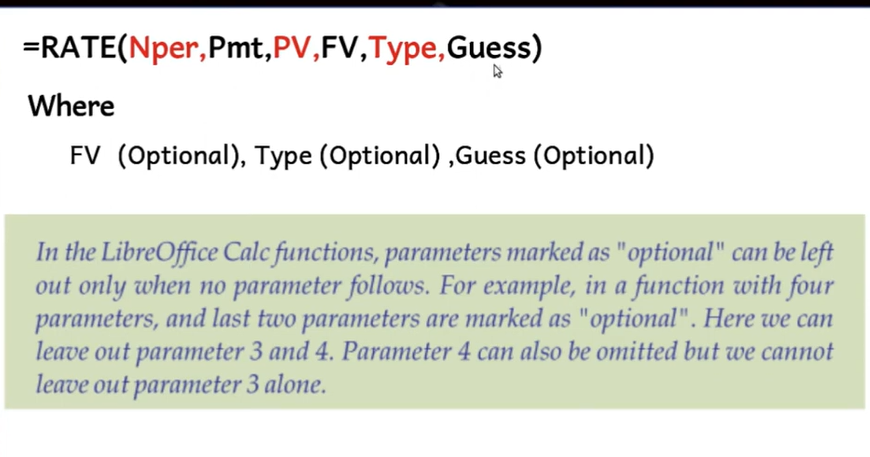 =RATE(Nper,Pmt,PV,FV,Type,Guess)
Where
FV (Optional), Type (Optional) ,Guess (Optional)
In the LibreOffice Calc functions, parameters marked as "optional" can be left
out only when no parameter follows. For example, in a function with four
parameters, and last two parameters are marked as "optional". Here we can
leave out parameter 3 and 4. Parameter 4 can also be omitted but we cannot
leave out parameter 3 alone.